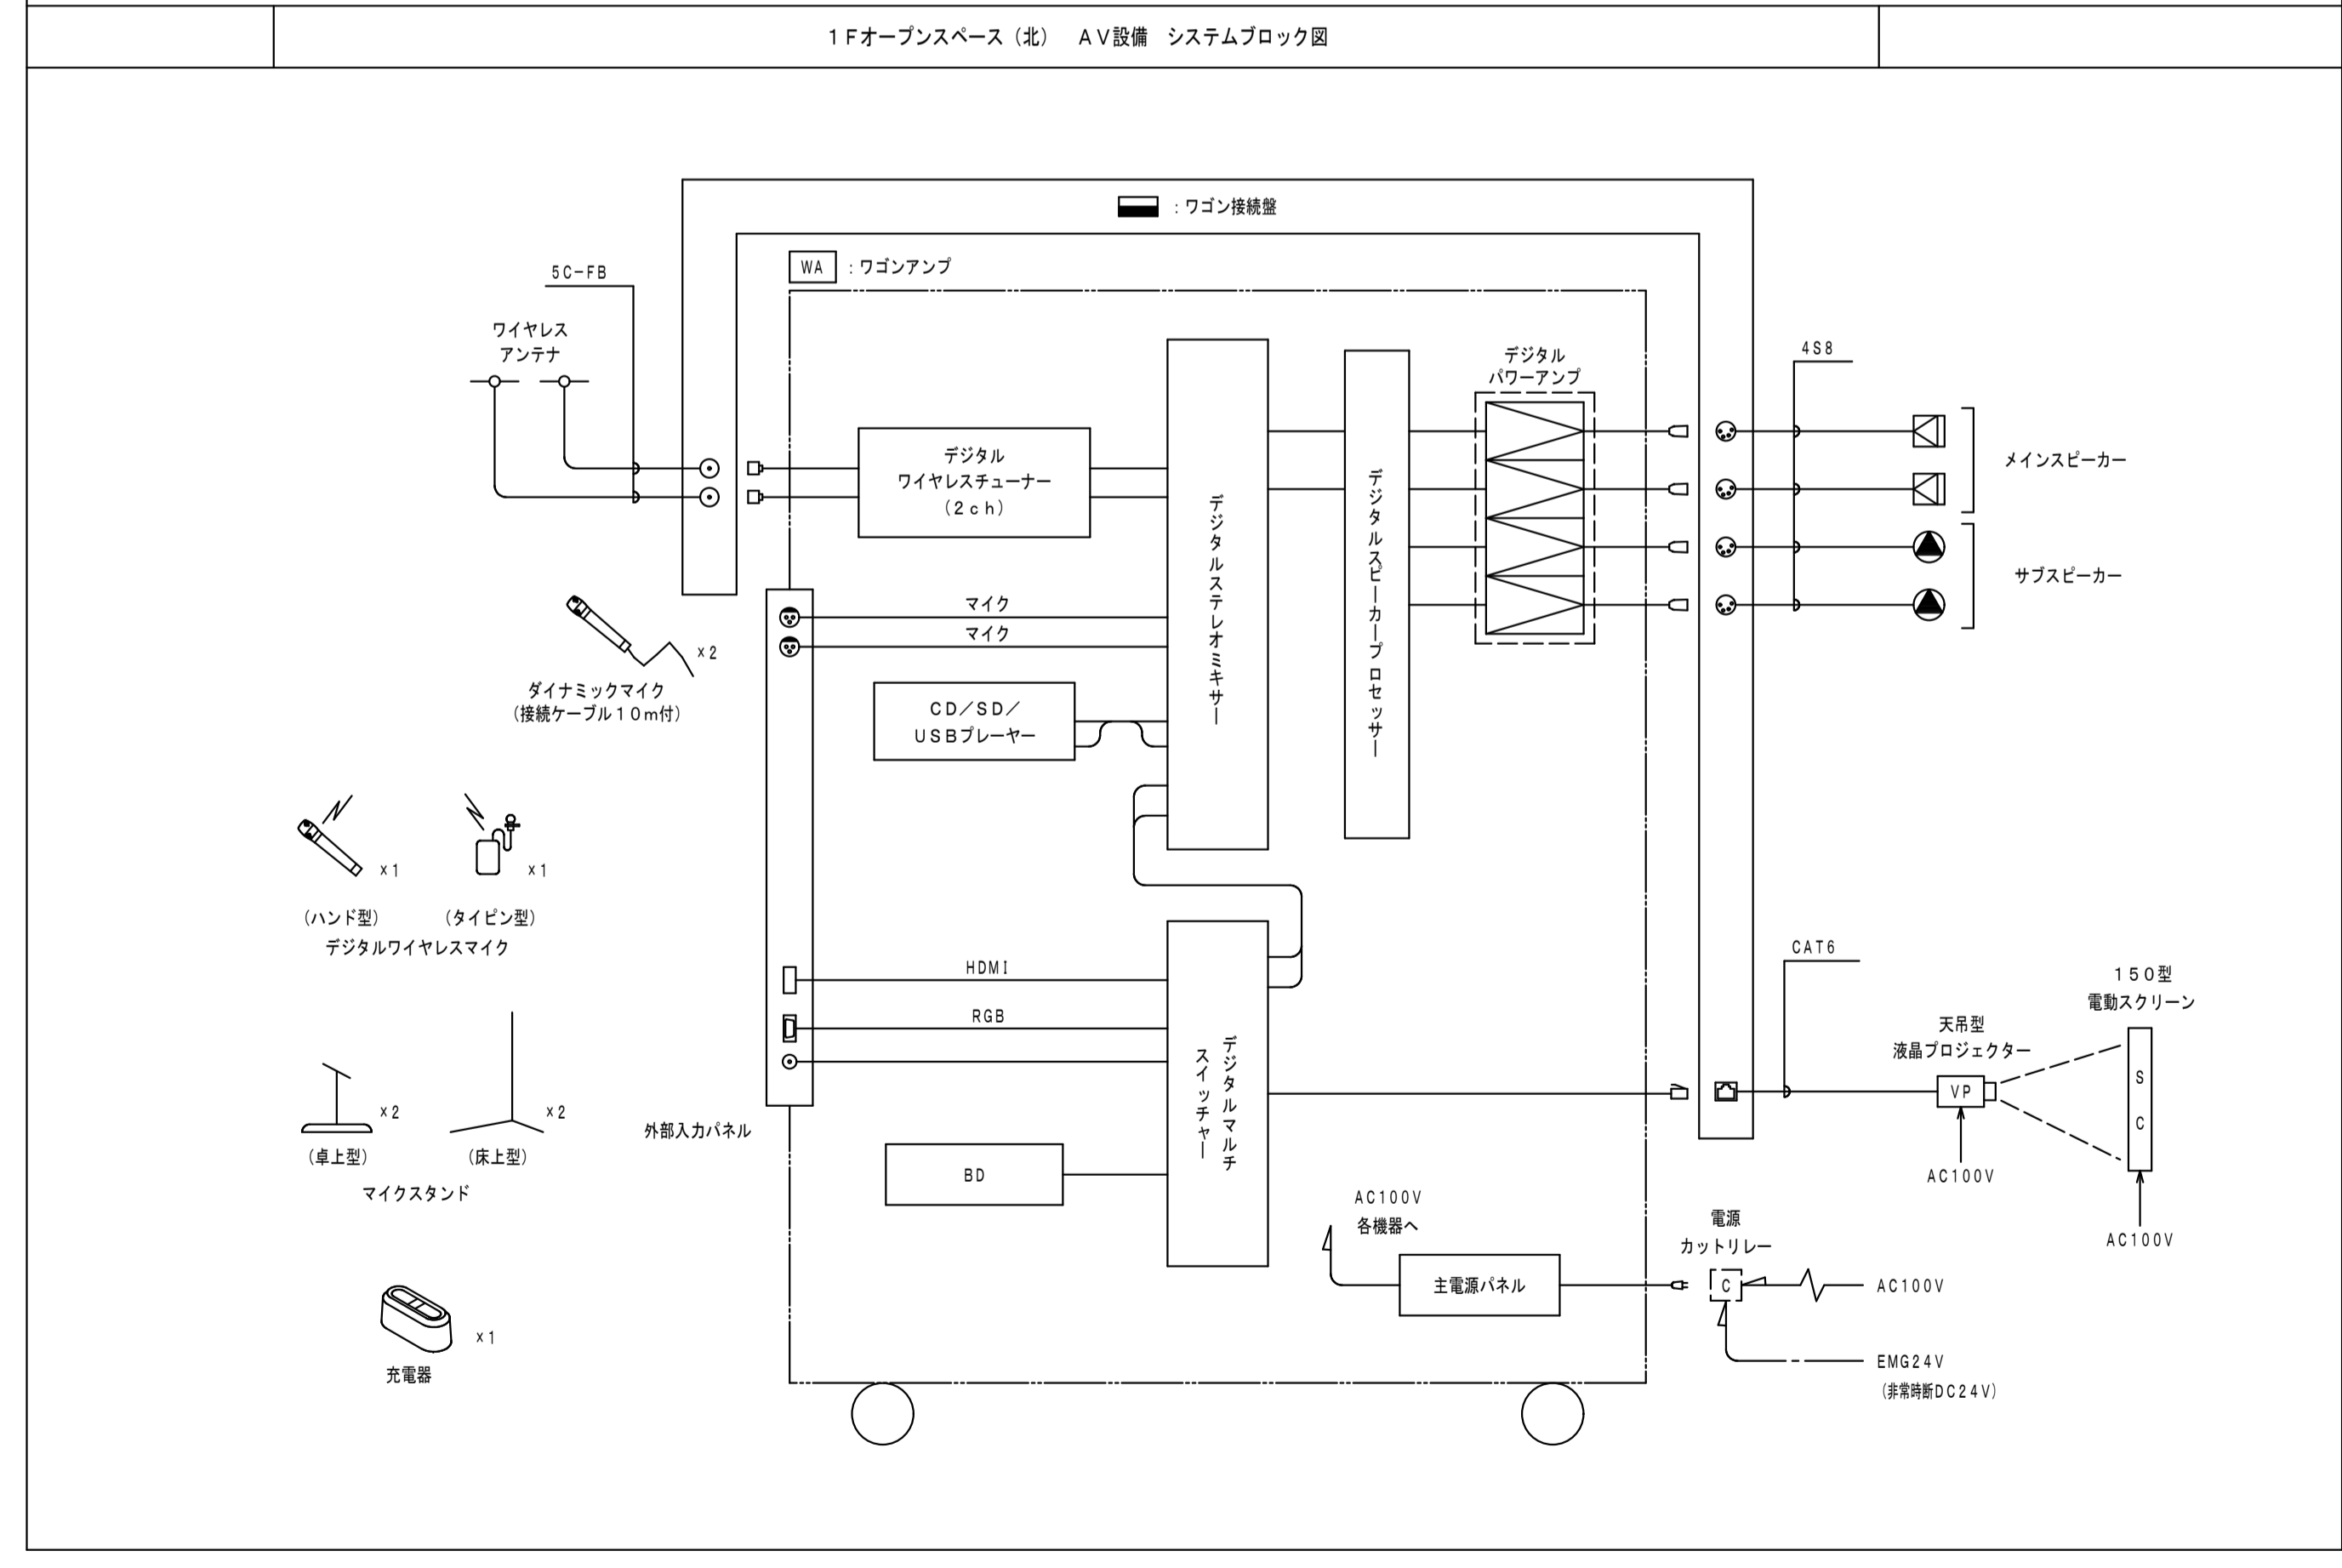 1Fオープンスペース（北）　AV設備　システムブロック図
：ワゴン接続盤
WA
：ワゴンアンプ
5C-FB
ワイヤレス
アンテナ
デジタル
ワイヤレスチューナー
（2ch）
デジタルステレオミキサー
デジタルスピーカープロセッサー
デジタル
パワーアンプ
4S8
メインスピーカー
サブスピーカー
マイク
マイク
×2
ダイナミックマイク
（接続ケーブル10m付）
CD／SD／
USBプレーヤー
×1
×1
（ハンド型）
（タイピン型）
デジタルワイヤレスマイク
HDMI
RGB
デジタルマルチ
スイッチャー
CAT6
150型
電動スクリーン
天吊型
液晶プロジェクター
VP
SC
AC100V
AC100V
×2
×2
（卓上型）
（床上型）
マイクスタンド
外部入力パネル
BD
AC100V
各機器へ
主電源パネル
電源
カットリレー
C
AC100V
EMG24V
（非常時断DC24V）
×1
充電器